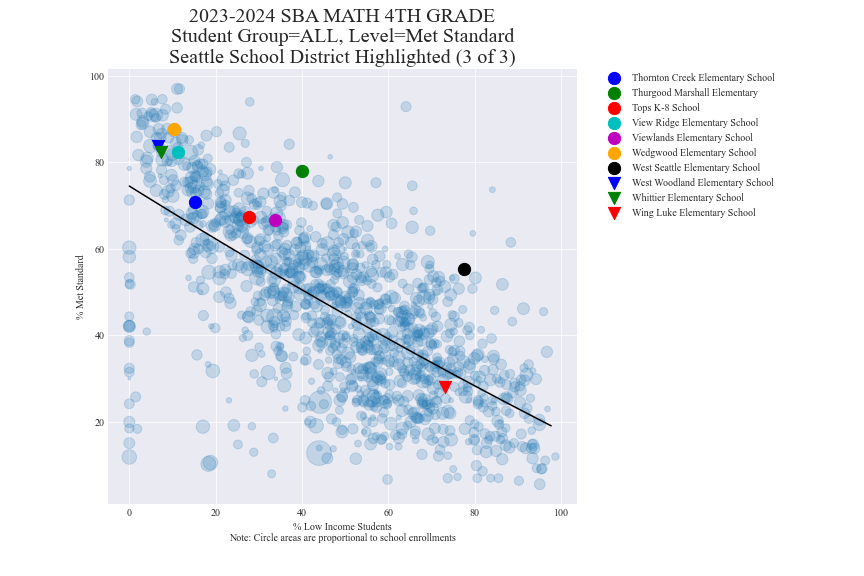 2023-2024 SBA MATH 4TH GRADE
Student Group=ALL, Level=Met Standard
Seattle School District Highlighted (3 of 3)
100
80
60
40
20
% Met Standard
0 20 40 60 80 100
% Low Income Students
Note: Circle areas are proportional to school enrollments
Thornton Creek Elementary School
Thurgood Marshall Elementary
Tops K-8 School
View Ridge Elementary School
Viewlands Elementary School
Wedgwood Elementary School
West Seattle Elementary School
West Woodland Elementary School
Whittier Elementary School
Wing Luke Elementary School